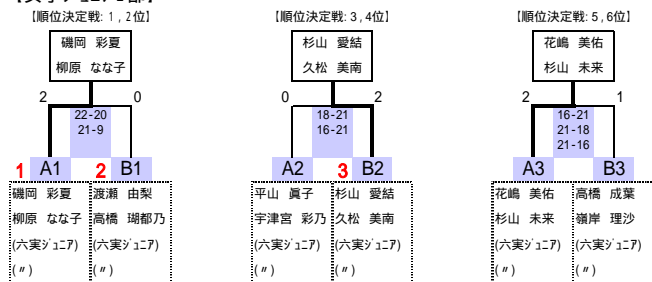 【順位決定戦: 1，2位】
磯岡 彩夏
柳原 なな子
2 0
22-20
21-9
1 A1 2 B1
磯岡 彩夏 渡瀬 由梨
柳原 なな子 高橋 瑚都乃
(六実ｼﾞｭﾆｱ) (六実ｼﾞｭﾆｱ)
(〃) (〃)
【順位決定戦: 3，4位】
杉山 愛結
久松 美南
0 2
18-21
16-21
A2 3 B2
平山 眞子 杉山 愛結
宇津宮 彩乃 久松 美南
(六実ｼﾞｭﾆｱ) (六実ｼﾞｭﾆｱ)
(〃) (〃)
【順位決定戦: 5，6位】
花嶋 美佑
杉山 未来
2 1
16-21
21-18
21-16
A3 B3
花嶋 美佑 高橋 成葉
杉山 未来 嶺岸 理沙
(六実ｼﾞｭﾆｱ) (六実ｼﾞｭﾆｱ)
(〃) (〃)